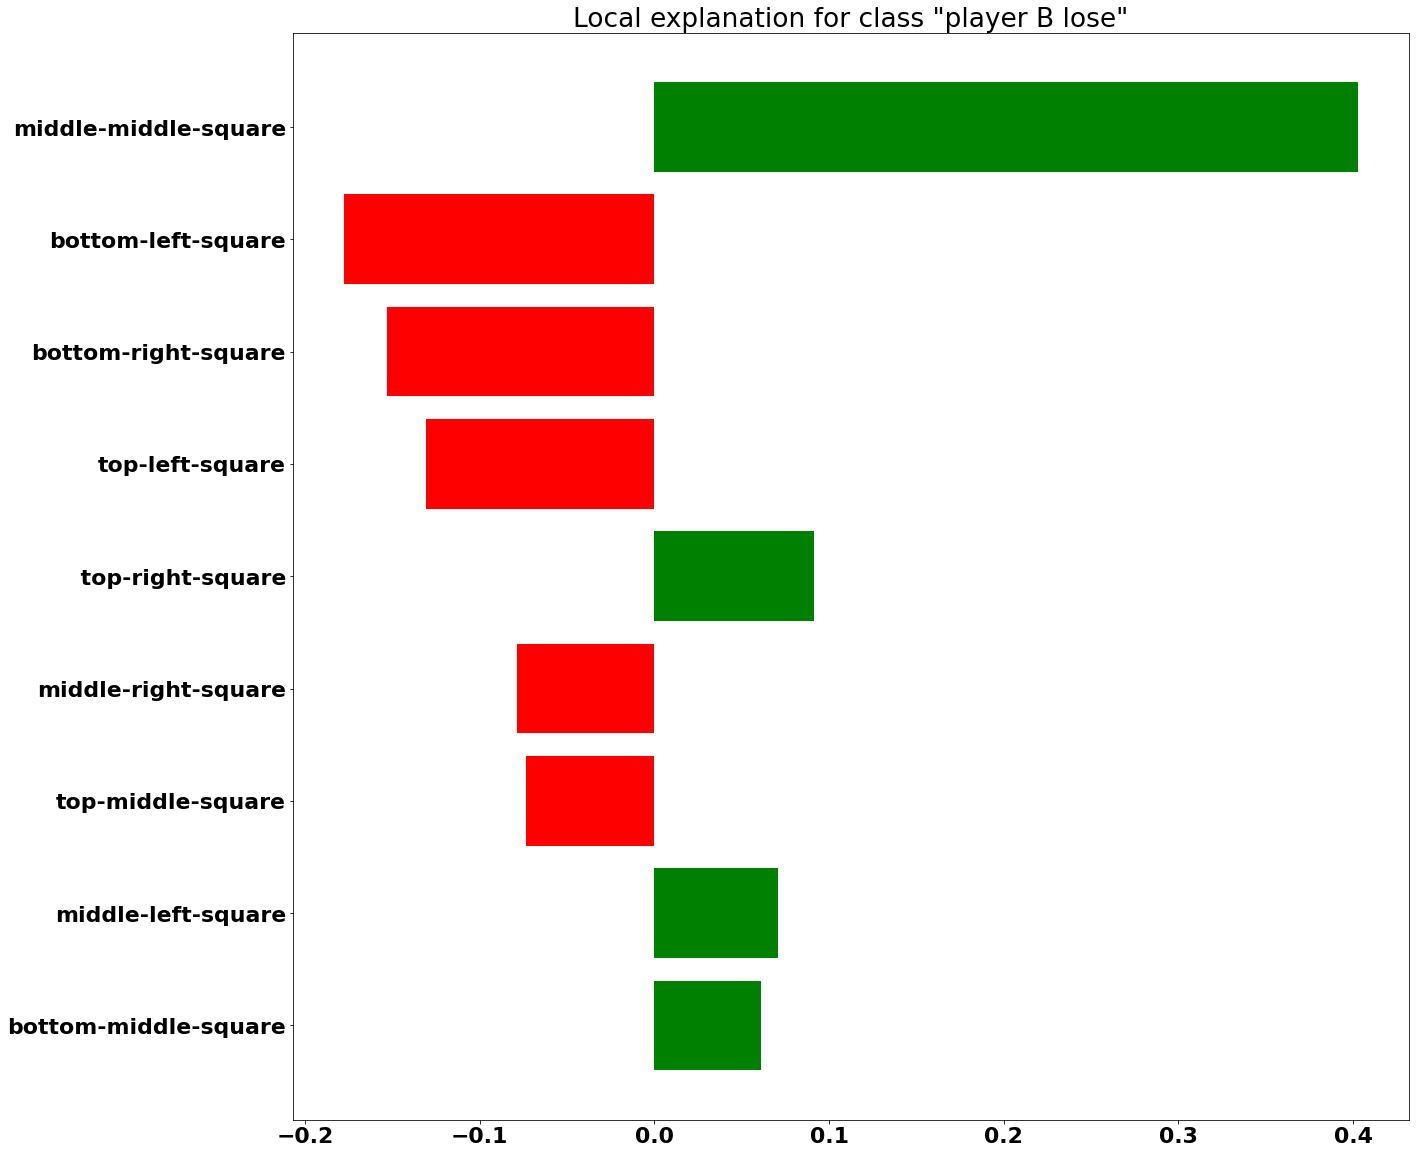 Local explanation for class "player B lose"
middle-middle-square
bottom-left-square
bottom-right-square
top-left-square
top-right-square
middle-right-square
top-middle-square
middle-left-square
bottom-middle-square
−0.2 −0.1 0.0 0.1 0.2 0.3 0.4